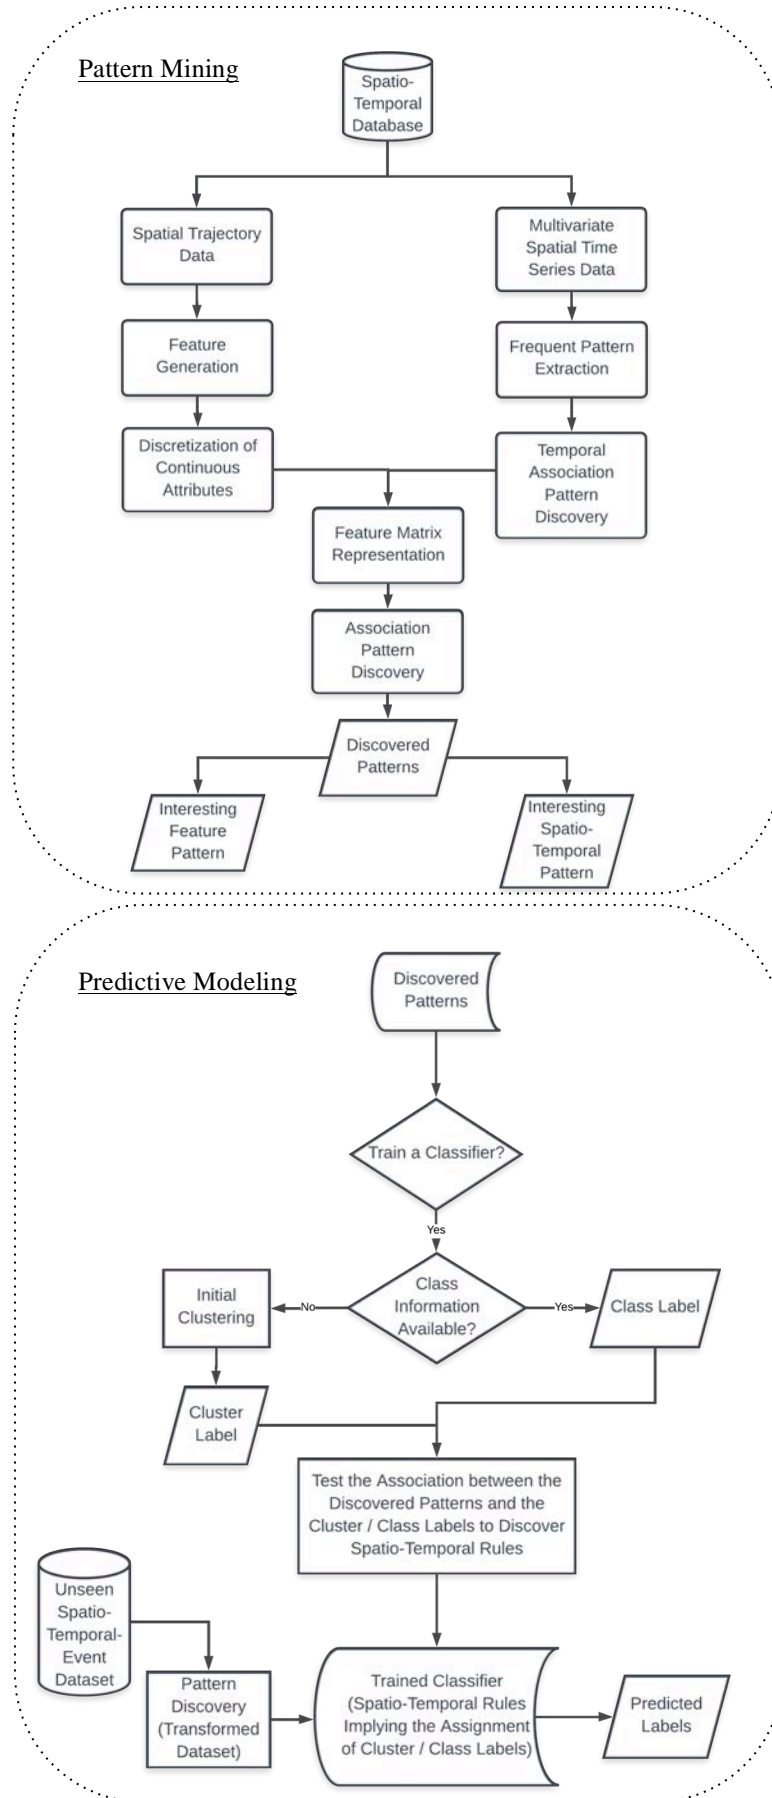 Pattern Mining
Spatio-
Temporal
Database
Spatial Trajectory
Data
Multivariate
Spatial Time
Series Data
Feature
Generation
Frequent Pattern
Extraction
Discretization of
Continuous
Attributes
Temporal
Association
Pattern
Discovery
Feature Matrix
Representation
Association
Pattern
Discovery
Discovered
Patterns
Interesting
Feature
Pattern
Interesting
Spatio-
Temporal
Pattern
Predictive Modeling
Discovered
Patterns
Train a Classifier?
Yes
Class
Information
Available?
No
Initial
Clustering
Yes
Class Label
Cluster
Label
Test the Association between the
Discovered Patterns and the
Cluster / Class Labels to Discover
Spatio-Temporal Rules
Unseen
Spatio-
Temporal-
Event
Dataset
Pattern
Discovery
(Transformed
Dataset)
Trained Classifier
(Spatio-Temporal Rules
Implying the Assignment
of Cluster / Class Labels)
Predicted
Labels